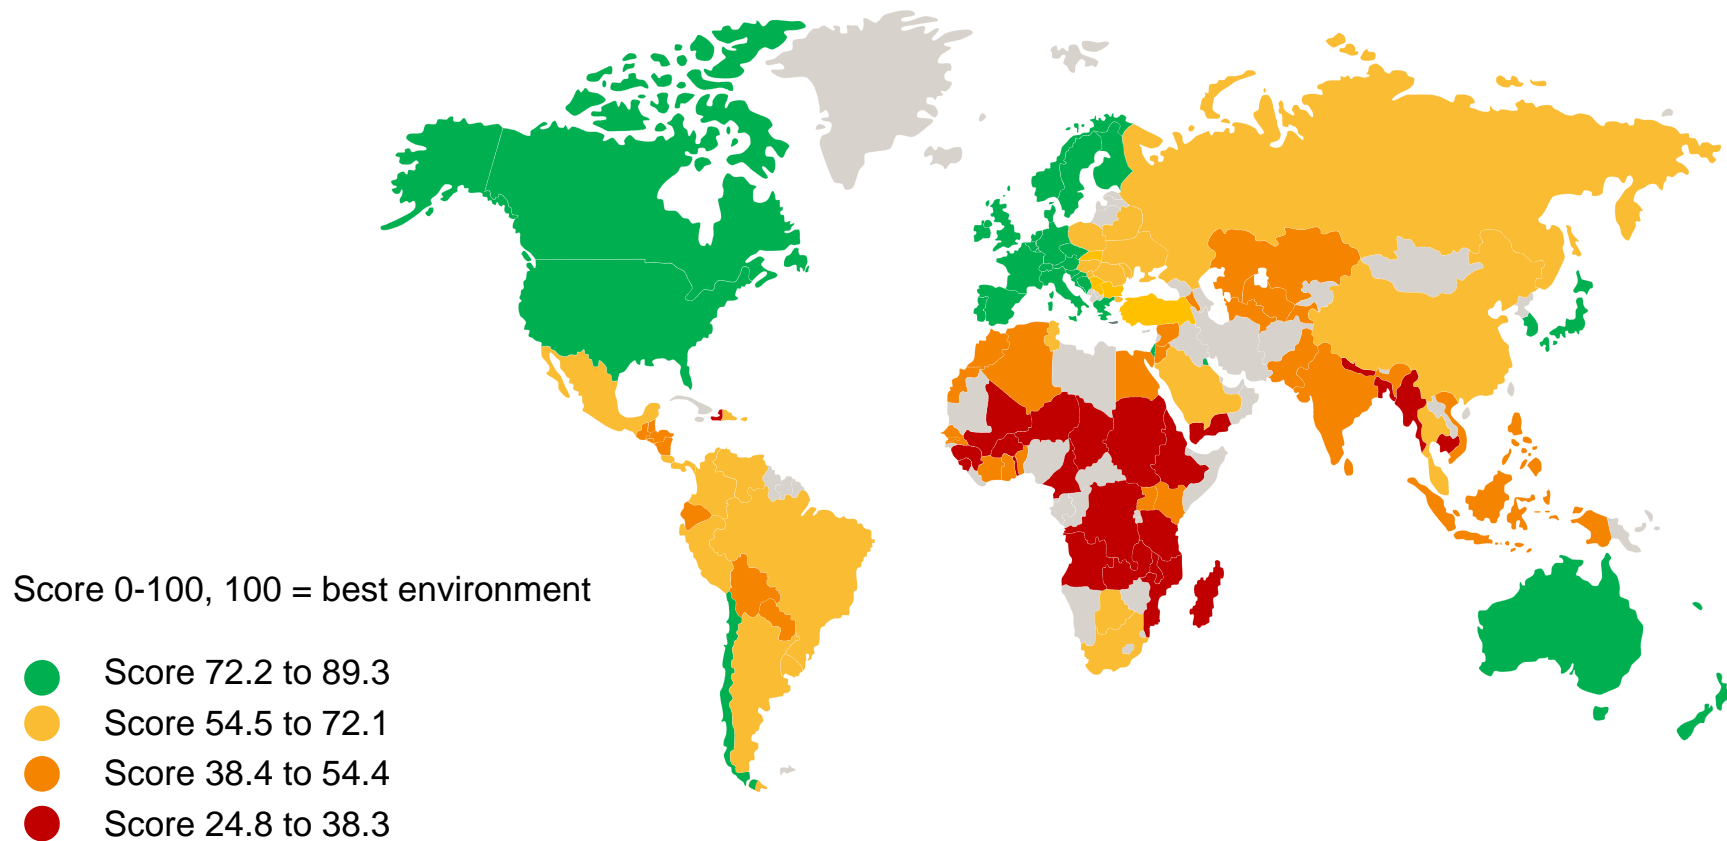 Score 0-100, 100 = best environment
Score 72.2 to 89.3
Score 54.5 to 72.1
Score 38.4 to 54.4
Score 24.8 to 38.3